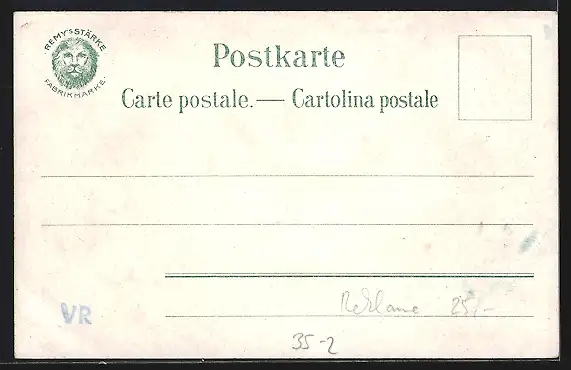 REMY'S STÄRKE
FABRIKMARKE
Postkarte
Carte postale. — Cartolina postale
VR
Reklame 25,-
35-2